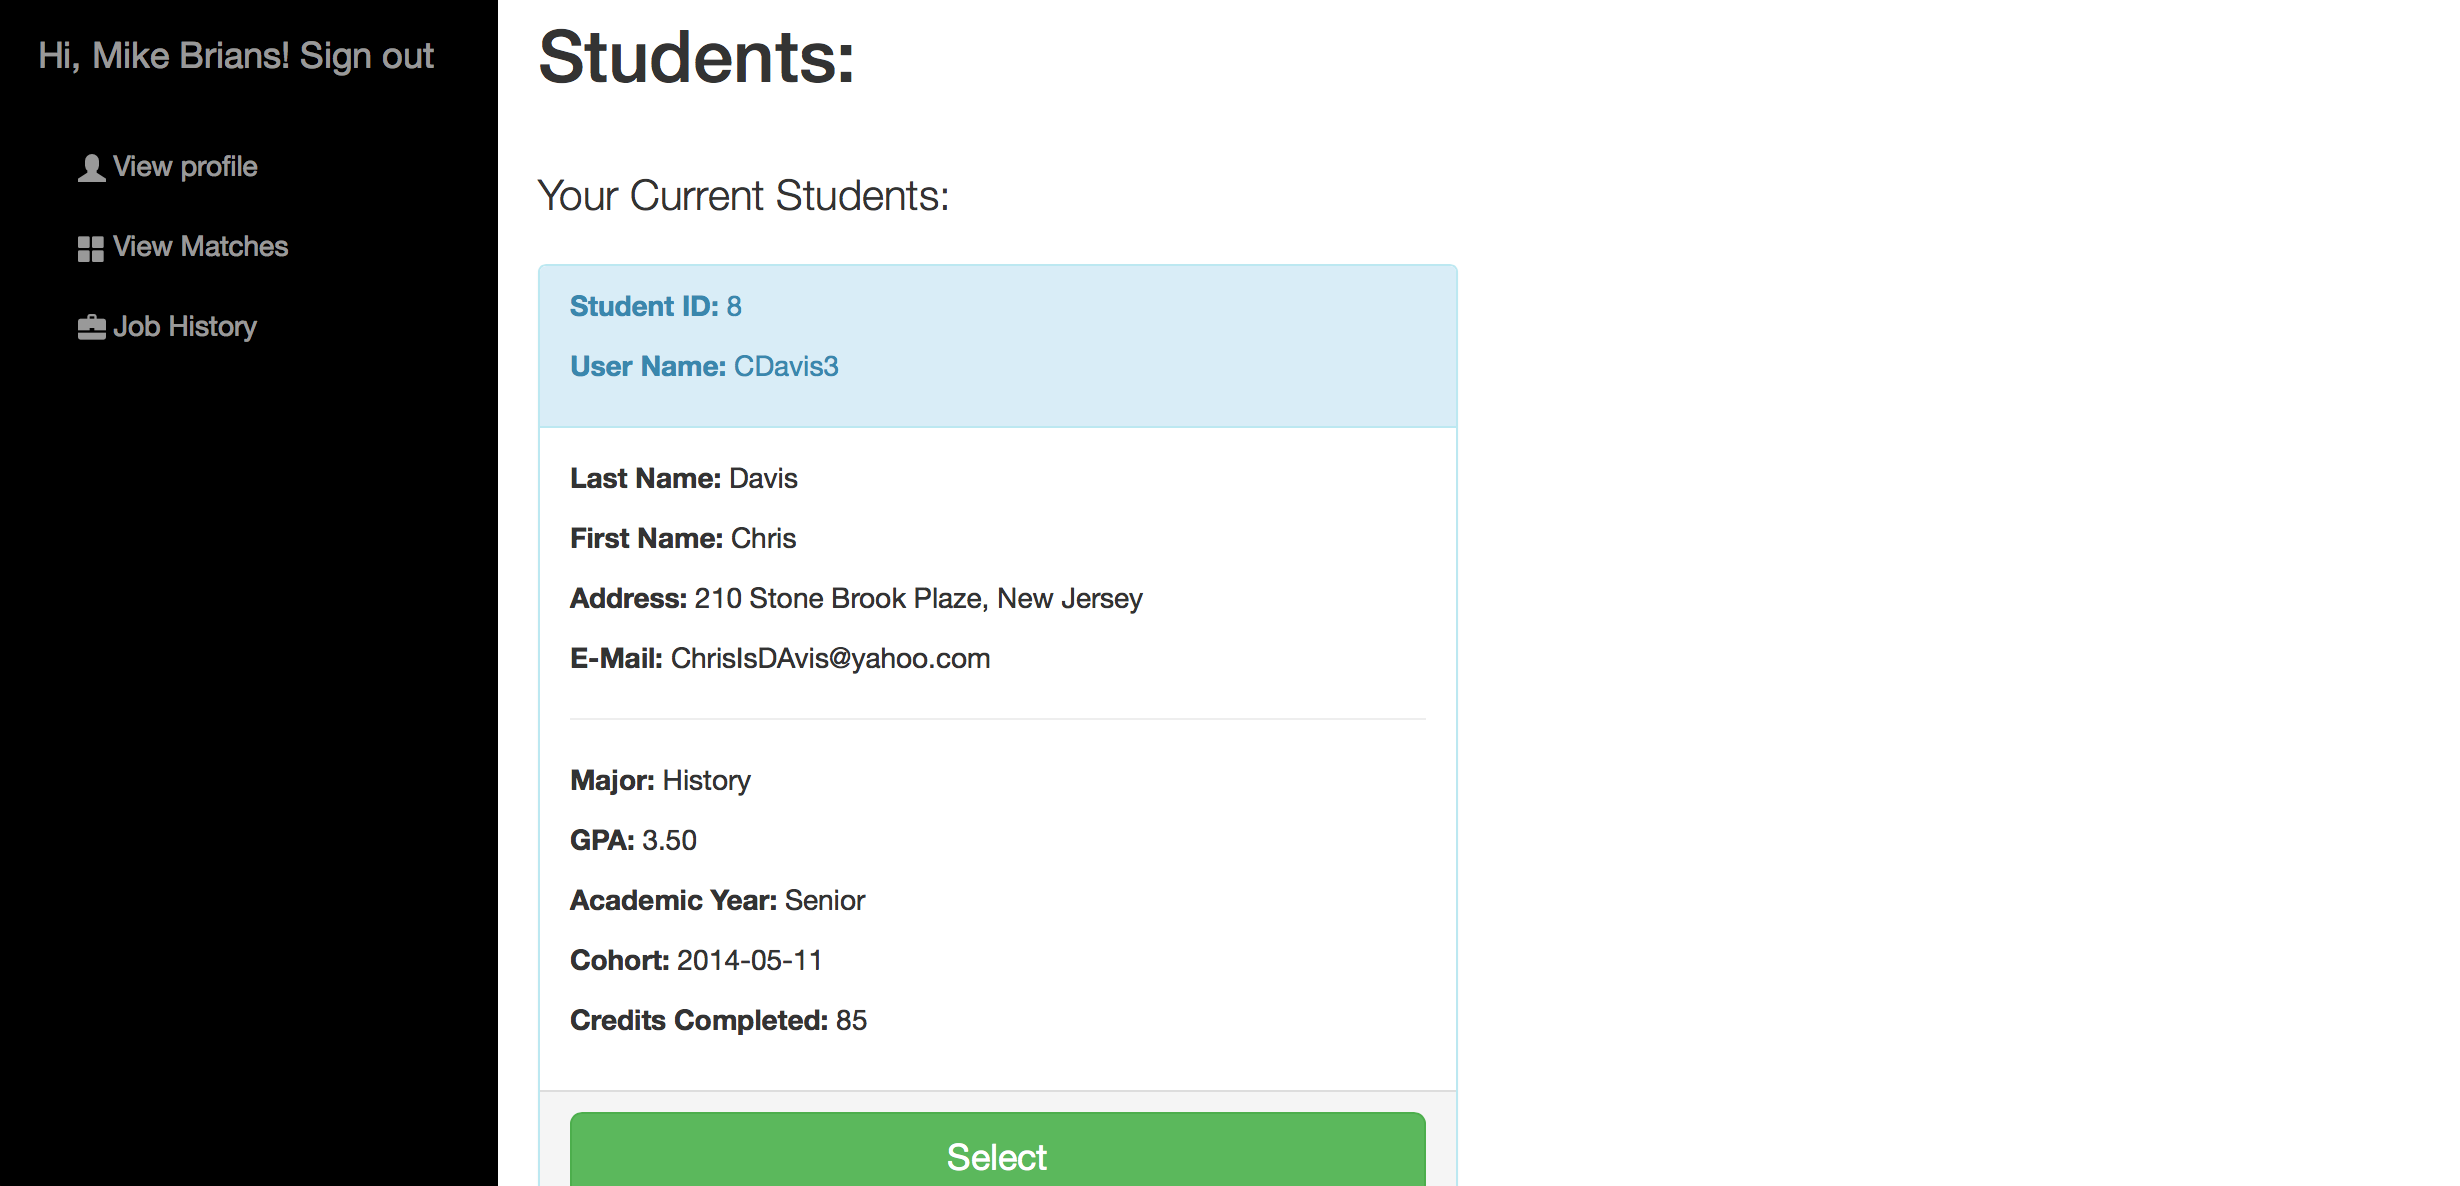 Hi, Mike Brians! Sign out
View profile
View Matches
Job History
Students:
Your Current Students:
Student ID: 8
User Name: CDavis3
Last Name: Davis
First Name: Chris
Address: 210 Stone Brook Plaze, New Jersey
E-Mail: ChrisIsDAvis@yahoo.com
Major: History
GPA: 3.50
Academic Year: Senior
Cohort: 2014-05-11
Credits Completed: 85
Select